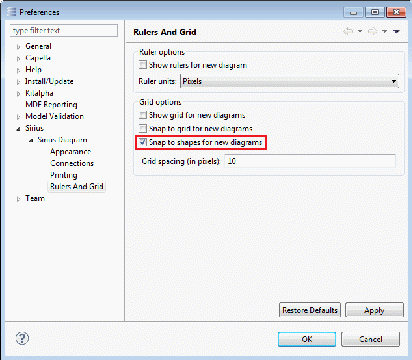 Preferences
type filter text
General
Capella
Help
Install/Update
Kitalpha
MDE Reporting
Model Validation
Sirius
Sirius Diagram
Appearance
Connections
Printing
Rulers And Grid
Team
Rulers And Grid
Ruler options
Show rulers for new diagram
Ruler units: Pixels
Grid options
Show grid for new diagrams
Snap to grid for new diagrams
Snap to shapes for new diagrams
Grid spacing (in pixels) 10
Restore Defaults Apply
OK Cancel